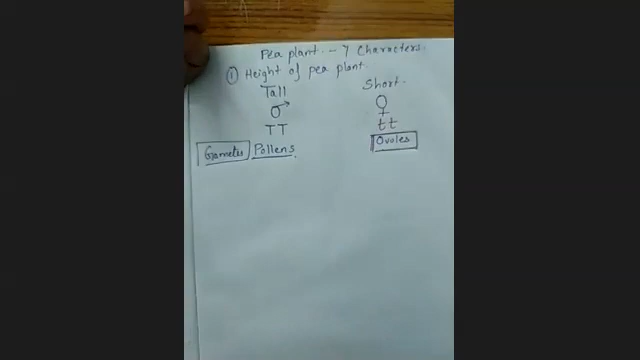 Pea plant. - 7 Characters.
① Height of pea plant.
Tall Short.
♂ ♀
TT tt
Gametes Pollens. Ovules